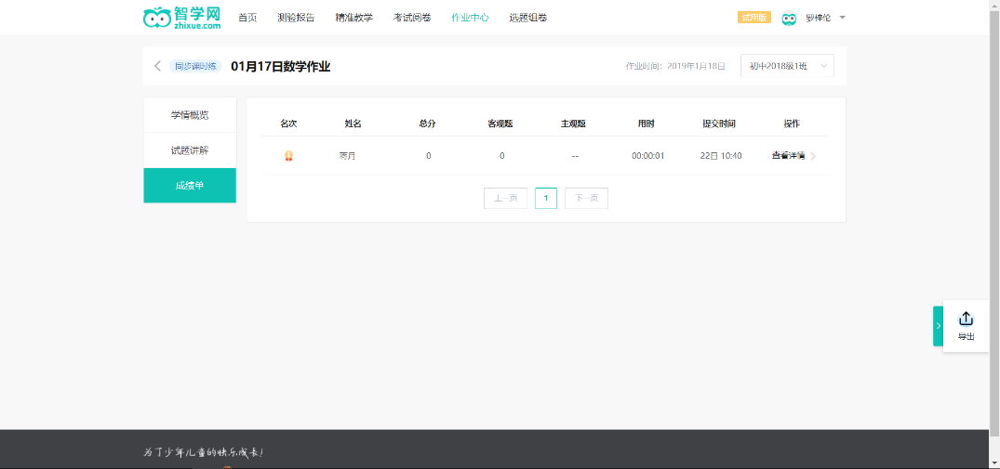 智学网 zhixue.com 首页 测验报告 精准教学 考试阅卷 作业中心 选题组卷 试用版 罗梓伦
同步课时练 01月17日数学作业 作业时间：2019年1月18日 初中2018级1班
学情概览
试题讲解
成绩单
名次 姓名 总分 客观题 主观题 用时 提交时间 操作
1 蒋月 0 0 -- 00:00:01 22日 10:40 查看详情
上一页 1 下一页
导出
为了少年儿童的快乐成长！